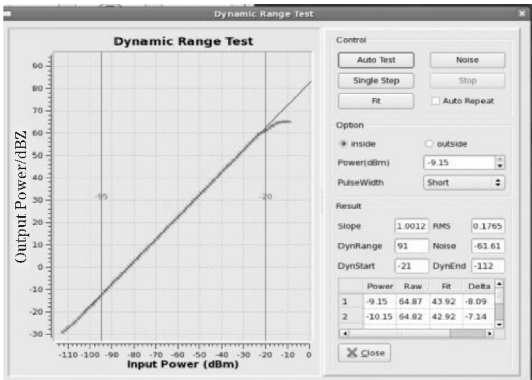 Dynamic Range Test
Dynamic Range Test
Output Power/dBZ
90
80
70
60
50
40
30
20
10
0
-10
-20
-30
-95
-20
-110 -100 -90 -80 -70 -60 -50 -40 -30 -20 -10 0
Input Power (dBm)
Control
Auto Test Noise
Single Step Stop
Fit Auto Repeat
Option
inside outside
Power(dBm) -9.15
PulseWidth Short
Result
Slope 1.0012 RMS 0.1765
DynRange 91 Noise -61.61
DynStart -21 DynEnd -112
Power Raw Fit Delta
1 -9.15 64.87 43.92 -8.09
2 -10.15 64.82 42.92 -7.14
Close